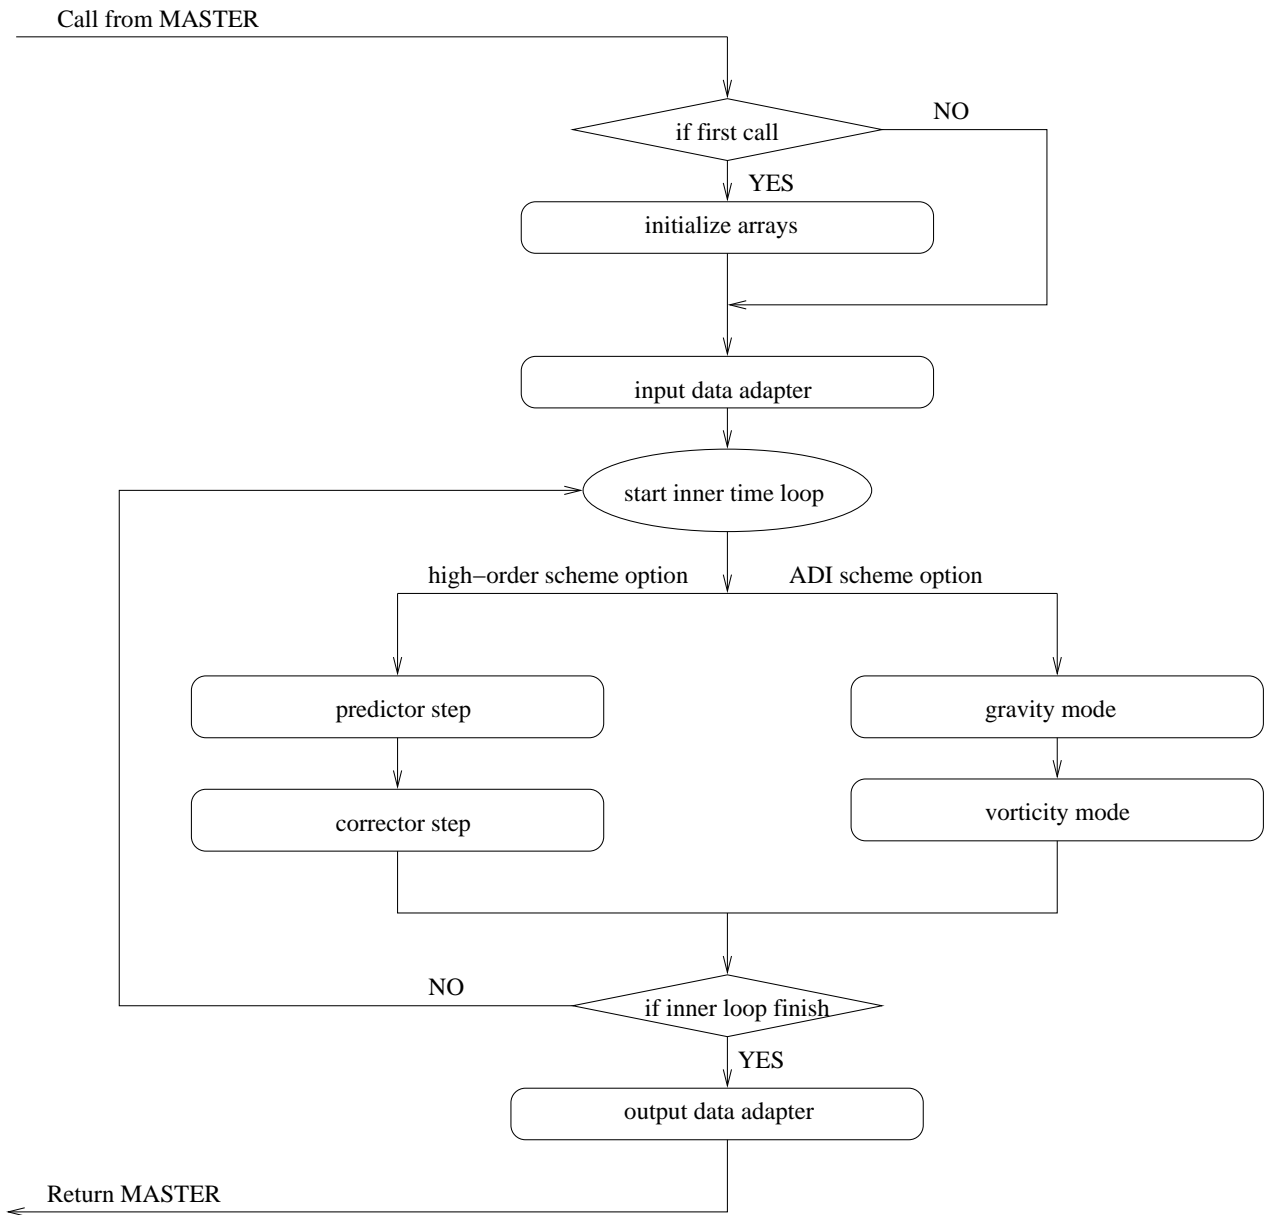 Call from MASTER
if first call
NO
YES
initialize arrays
input data adapter
start inner time loop
high−order scheme option
ADI scheme option
predictor step
gravity mode
corrector step
vorticity mode
NO
if inner loop finish
YES
output data adapter
Return MASTER